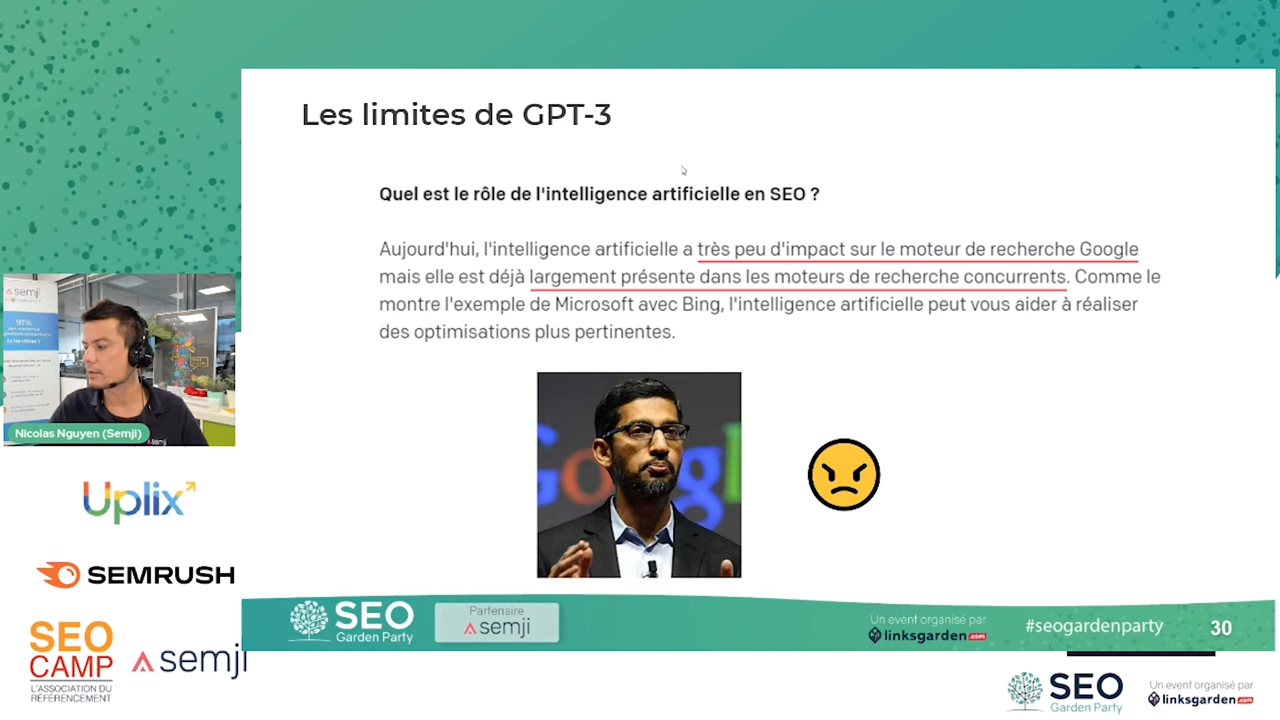 Les limites de GPT-3
Quel est le rôle de l'intelligence artificielle en SEO ?
Aujourd'hui, l'intelligence artificielle a très peu d'impact sur le moteur de recherche Google
mais elle est déjà largement présente dans les moteurs de recherche concurrents. Comme le
montre l'exemple de Microsoft avec Bing, l'intelligence artificielle peut vous aider à réaliser
des optimisations plus pertinentes.
semji
91%
Nicolas Nguyen (Semji)
semji
Uplix
SEMRUSH
SEO
CAMP
L'ASSOCIATION DU
RÉFÉRENCEMENT
semji
SEO
Garden Party
Partenaire
semji
Un event organisé par
linksgarden.com
#seogardenparty
30
SEO
Garden Party
Un event organisé par
linksgarden.com